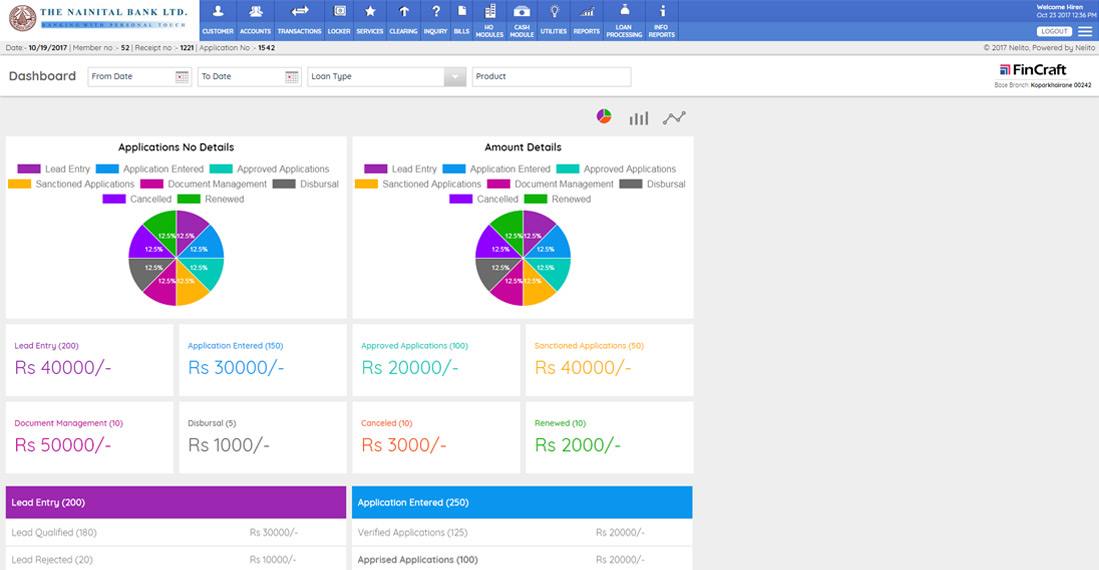 THE NAINITAL BANK LTD.
BANKING WITH PERSONAL TOUCH
CUSTOMER ACCOUNTS TRANSACTIONS LOCKER SERVICES CLEARING INQUIRY BILLS HO MODULES CASH MODULE UTILITIES REPORTS LOAN PROCESSING INFO REPORTS
Welcome Hiren
Oct 23 2017 12:36 PM
LOGOUT
Date:- 10/19/2017 | Member no :- 52 | Receipt no :- 1221 | Application No :- 1542
© 2017 Nelito, Powered by Nelito
Dashboard From Date To Date Loan Type Product
FinCraft
Base Branch: Koparkhairane 00242
Applications No Details
Lead Entry Application Entered Approved Applications
Sanctioned Applications Document Management Disbursal
Cancelled Renewed
12.5% 12.5%
12.5% 12.5%
12.5% 12.5%
12.5% 12.5%
Amount Details
Lead Entry Application Entered Approved Applications
Sanctioned Applications Document Management Disbursal
Cancelled Renewed
12.5% 12.5%
12.5% 12.5%
12.5% 12.5%
12.5% 12.5%
Lead Entry (200)
Rs 40000/-
Application Entered (150)
Rs 30000/-
Approved Applications (100)
Rs 20000/-
Sanctioned Applications (50)
Rs 40000/-
Document Management (10)
Rs 50000/-
Disbursal (5)
Rs 1000/-
Canceled (10)
Rs 3000/-
Renewed (10)
Rs 2000/-
Lead Entry (200)
Lead Qualified (180) Rs 30000/-
Lead Rejected (20) Rs 10000/-
Application Entered (250)
Verified Applications (125) Rs 20000/-
Apprised Applications (100) Rs 20000/-